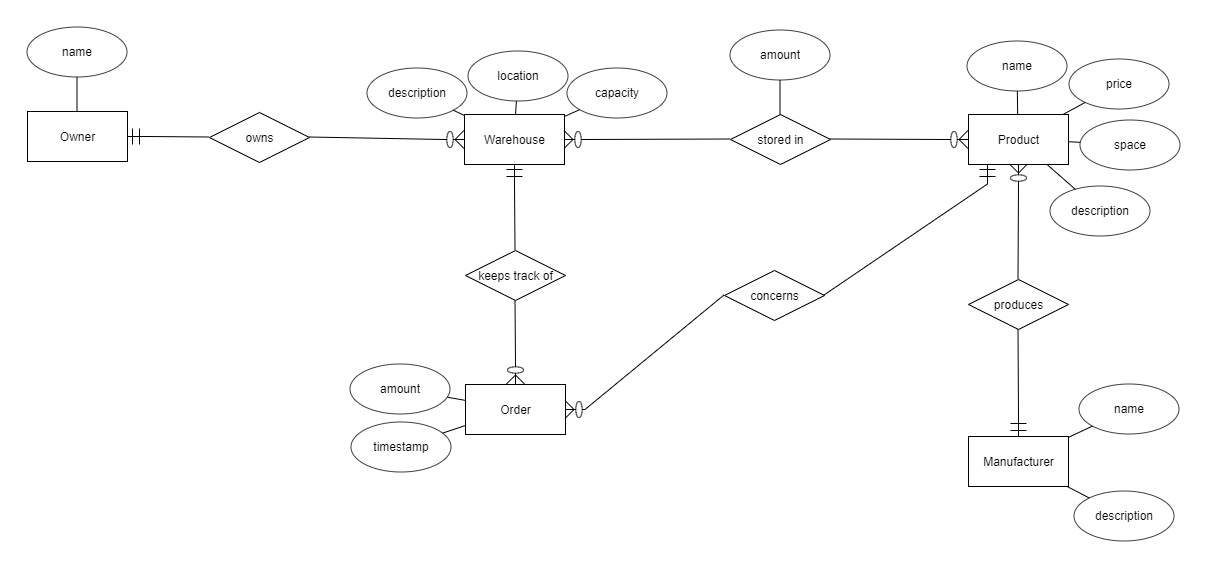 name
Owner
owns
description
location
capacity
Warehouse
amount
stored in
name
price
Product
space
description
keeps track of
concerns
produces
amount
Order
timestamp
name
Manufacturer
description